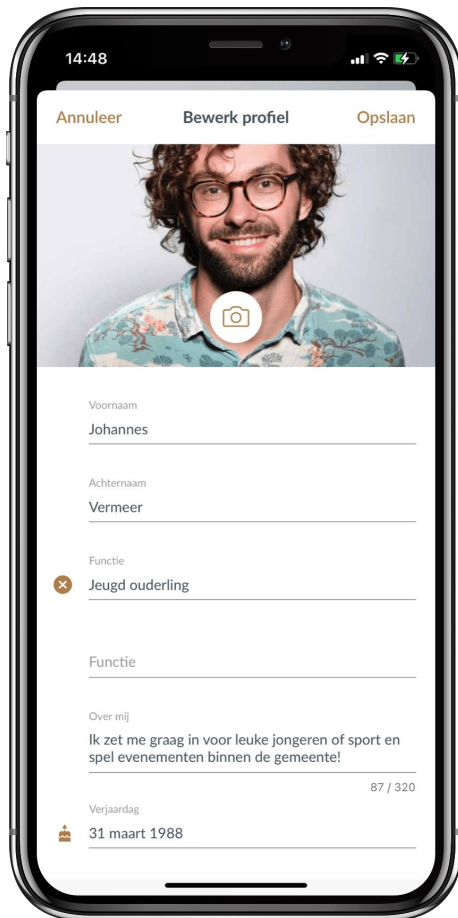 14:48
Annuleer Bewerk profiel Opslaan
Voornaam
Johannes
Achternaam
Vermeer
Functie
Jeugd ouderling
Functie
Over mij
Ik zet me graag in voor leuke jongeren of sport en
spel evenementen binnen de gemeente!
87 / 320
Verjaardag
31 maart 1988